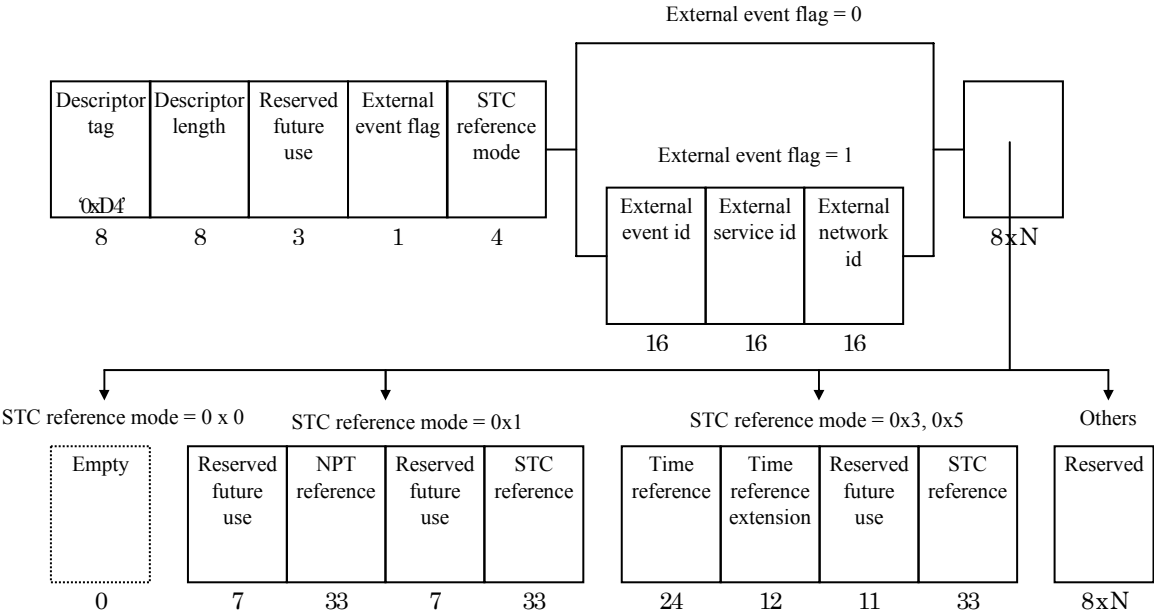 External event flag = 0
Descriptor
tag
'0xD4'
Descriptor
length
Reserved
future
use
External
event flag
STC
reference
mode
8
8
3
1
4
External event flag = 1
External
event id
External
service id
External
network
id
16
16
16
8xN
STC reference mode = 0 x 0
STC reference mode = 0x1
STC reference mode = 0x3, 0x5
Others
Empty
Reserved
future
use
NPT
reference
Reserved
future
use
STC
reference
Time
reference
Time
reference
extension
Reserved
future
use
STC
reference
Reserved
0
7
33
7
33
24
12
11
33
8xN